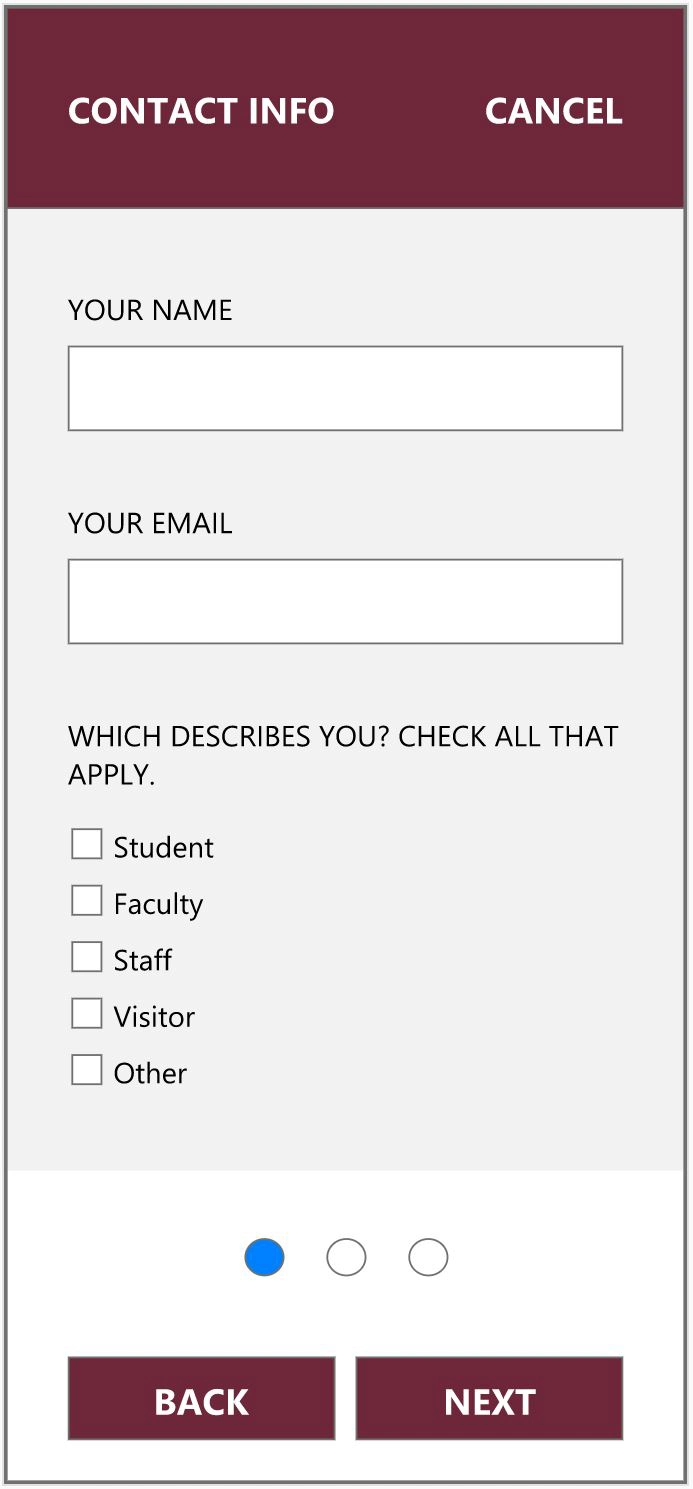 CONTACT INFO CANCEL
YOUR NAME
YOUR EMAIL
WHICH DESCRIBES YOU? CHECK ALL THAT
APPLY.
Student
Faculty
Staff
Visitor
Other
BACK NEXT